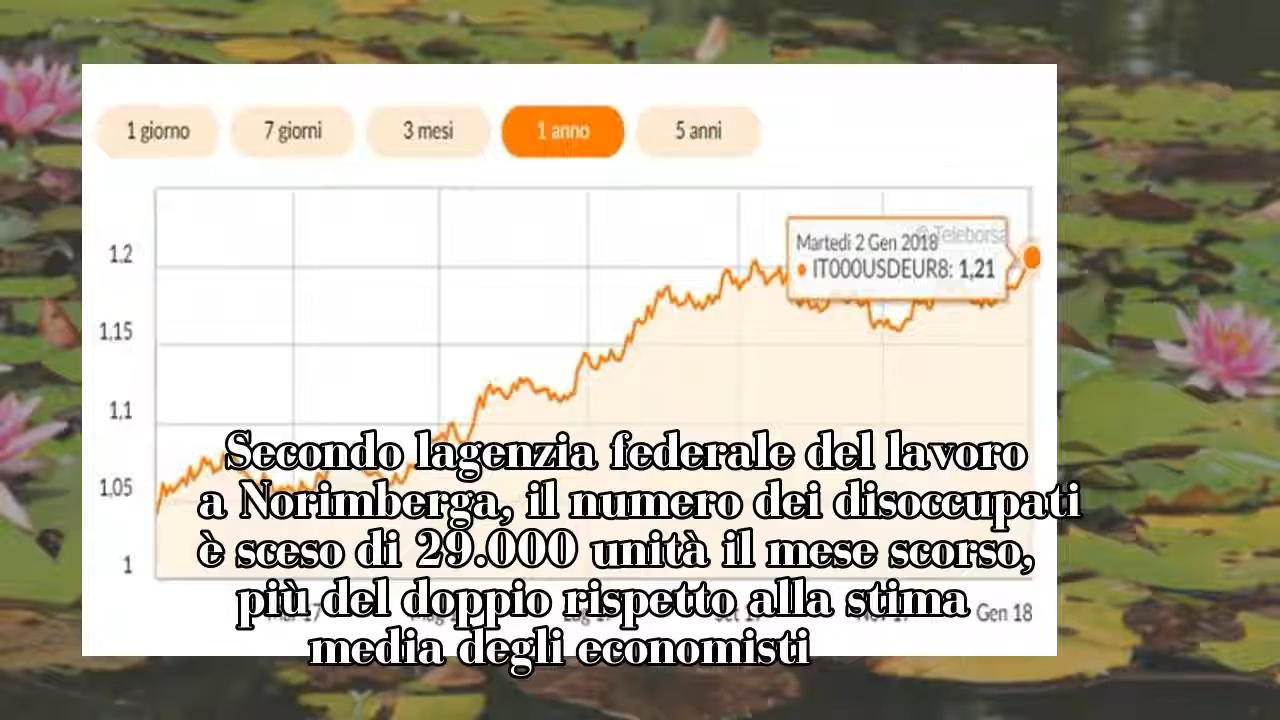 1 giorno 7 giorni 3 mesi 1 anno 5 anni
© Teleborsa
Martedì 2 Gen 2018
IT000USDEUR8: 1,21
1,2
1,15
1,1
1,05
1
Gen 18
Secondo lagenzia federale del lavoro
a Norimberga, il numero dei disoccupati
è sceso di 29.000 unità il mese scorso,
più del doppio rispetto alla stima
media degli economisti